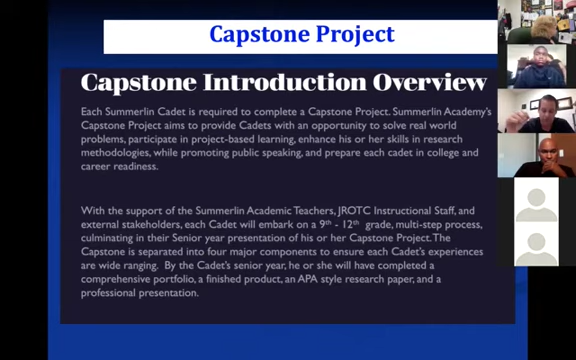 Capstone Project
Capstone Introduction Overview
Each Summerlin Cadet is required to complete a Capstone Project. Summerlin Academy's
Capstone Project aims to provide Cadets with an opportunity to solve real world
problems, participate in project-based learning, enhance his or her skills in research
methodologies, while promoting public speaking, and prepare each cadet in college and
career readiness.
With the support of the Summerlin Academic Teachers, JROTC Instructional Staff, and
external stakeholders, each Cadet will embark on a 9th - 12th grade, multi-step process,
culminating in their Senior year presentation of his or her Capstone Project. The
Capstone is separated into four major components to ensure each Cadet's experiences
are wide ranging. By the Cadet's senior year, he or she will have completed a
comprehensive portfolio, a finished product, an APA style research paper, and a
professional presentation.